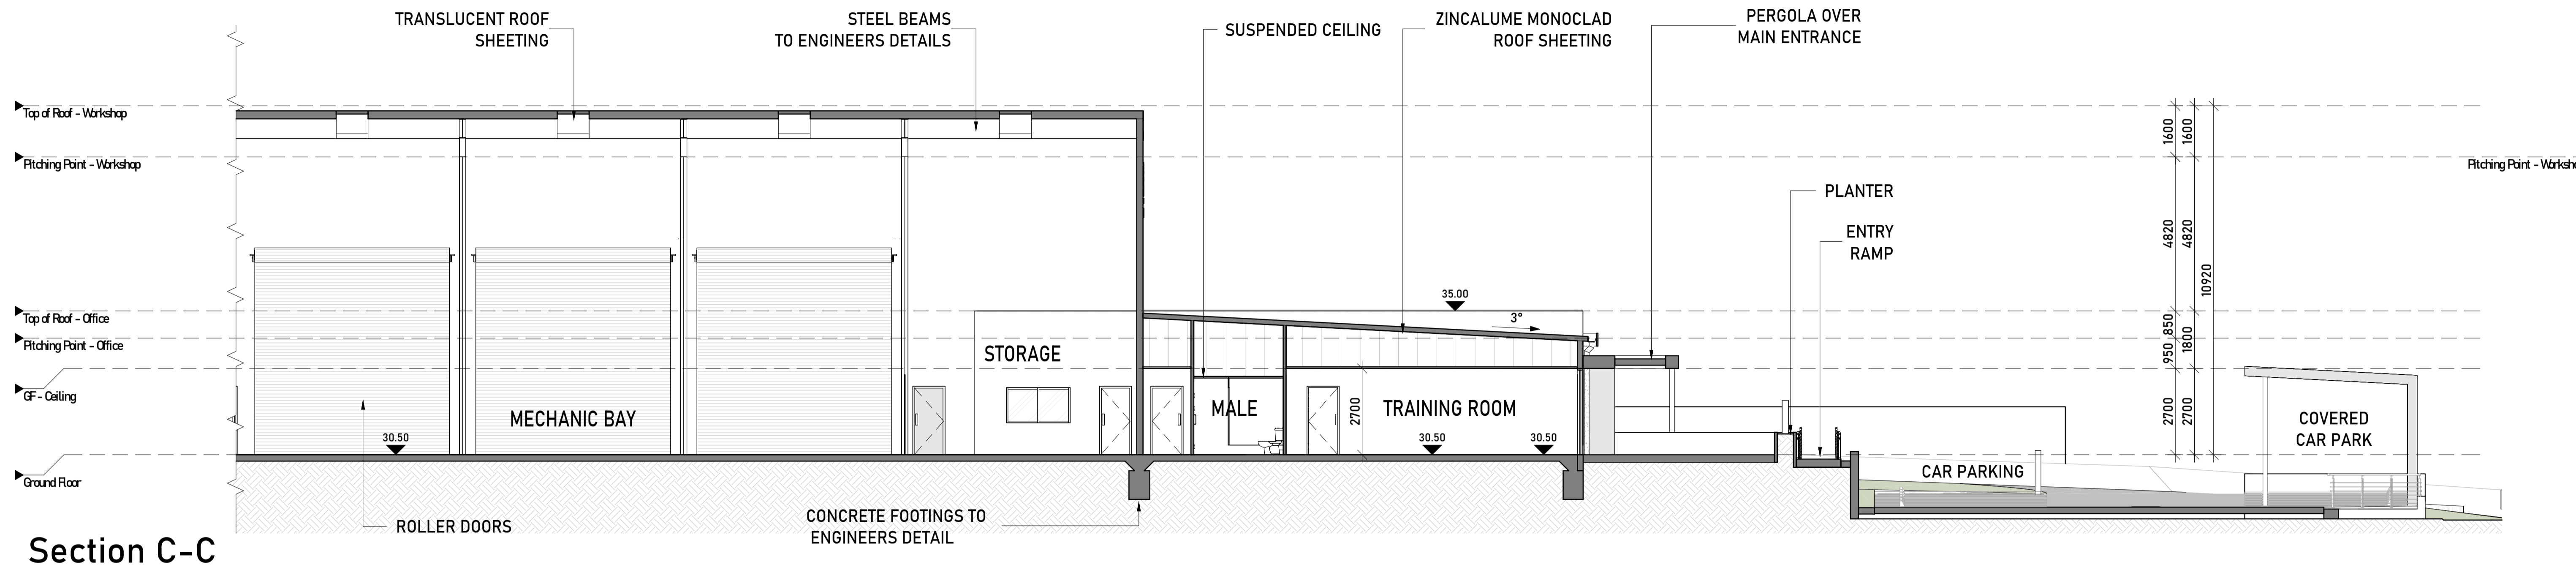 TRANSLUCENT ROOF
SHEETING
STEEL BEAMS
TO ENGINEERS DETAILS
SUSPENDED CEILING
ZINCALUME MONOCLAD
ROOF SHEETING
PERGOLA OVER
MAIN ENTRANCE
Top of Roof - Workshop
Pitching Point - Workshop
Pitching Point - Worksho
1600
1600
PLANTER
ENTRY
RAMP
4820
4820
10920
35.00
3°
Top of Roof - Office
Pitching Point - Office
GF - Ceiling
Ground Floor
850
950
1800
2700
2700
STORAGE
MECHANIC BAY
MALE
2700
TRAINING ROOM
COVERED
CAR PARK
30.50
30.50
30.50
CAR PARKING
ROLLER DOORS
CONCRETE FOOTINGS TO
ENGINEERS DETAIL
Section C-C